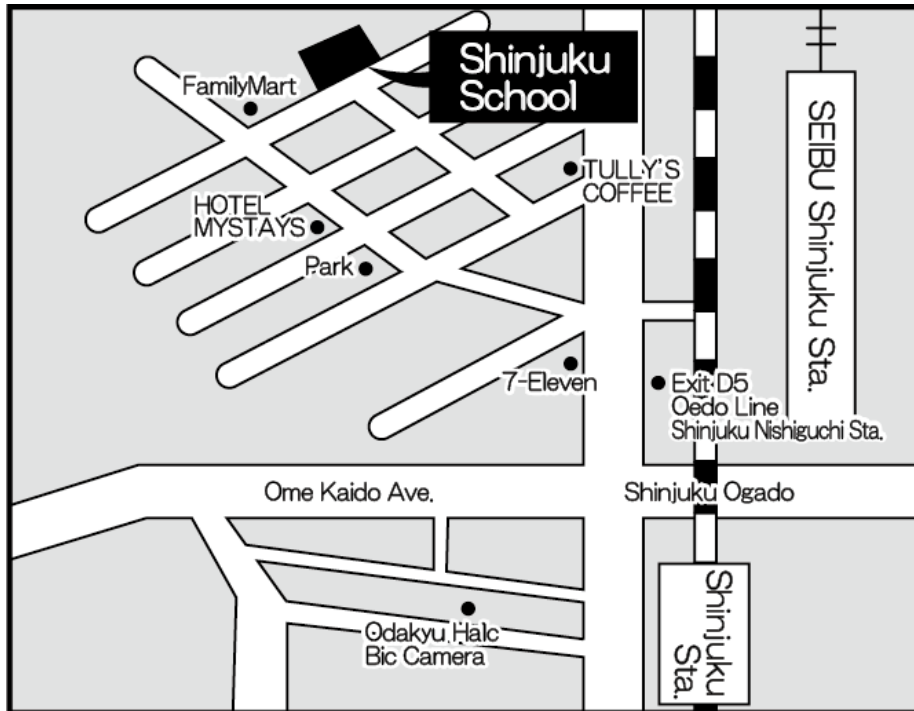 Shinjuku
School
FamilyMart
SEIBU Shinjuku Sta.
TULLY'S
COFFEE
HOTEL
MYSTAYS
Park
7-Eleven
Exit D5
Oedo Line
Shinjuku Nishiguchi Sta.
Ome Kaido Ave.
Shinjuku Ogado
Shinjuku
Sta.
Odakyu Halc
Bic Camera